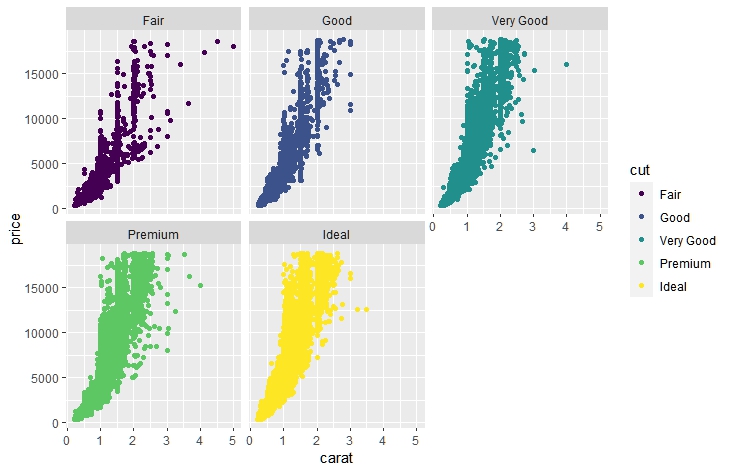 Fair Good Very Good
15000
10000
5000
0
0 1 2 3 4 5
Premium Ideal
15000
10000
5000
0
0 1 2 3 4 5 0 1 2 3 4 5
price
carat
cut
Fair
Good
Very Good
Premium
Ideal